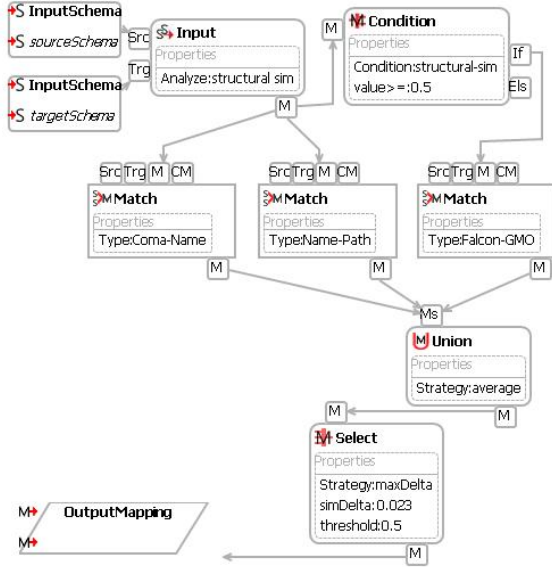 S InputSchema
S sourceSchema
Src
Input
Properties
Analyze:structural sim
M
S InputSchema
S targetSchema
Trg
M
Condition
Properties
Condition:structural-sim
value>=:0.5
If
Els
Src Trg M CM
Match
Properties
Type:Coma-Name
M
Src Trg M CM
Match
Properties
Type:Name-Path
M
Src Trg M CM
Match
Properties
Type:Falcon-GMO
M
Ms
Union
Properties
Strategy:average
M
M
Select
Properties
Strategy:maxDelta
simDelta:0.023
threshold:0.5
M
M OutputMapping
M